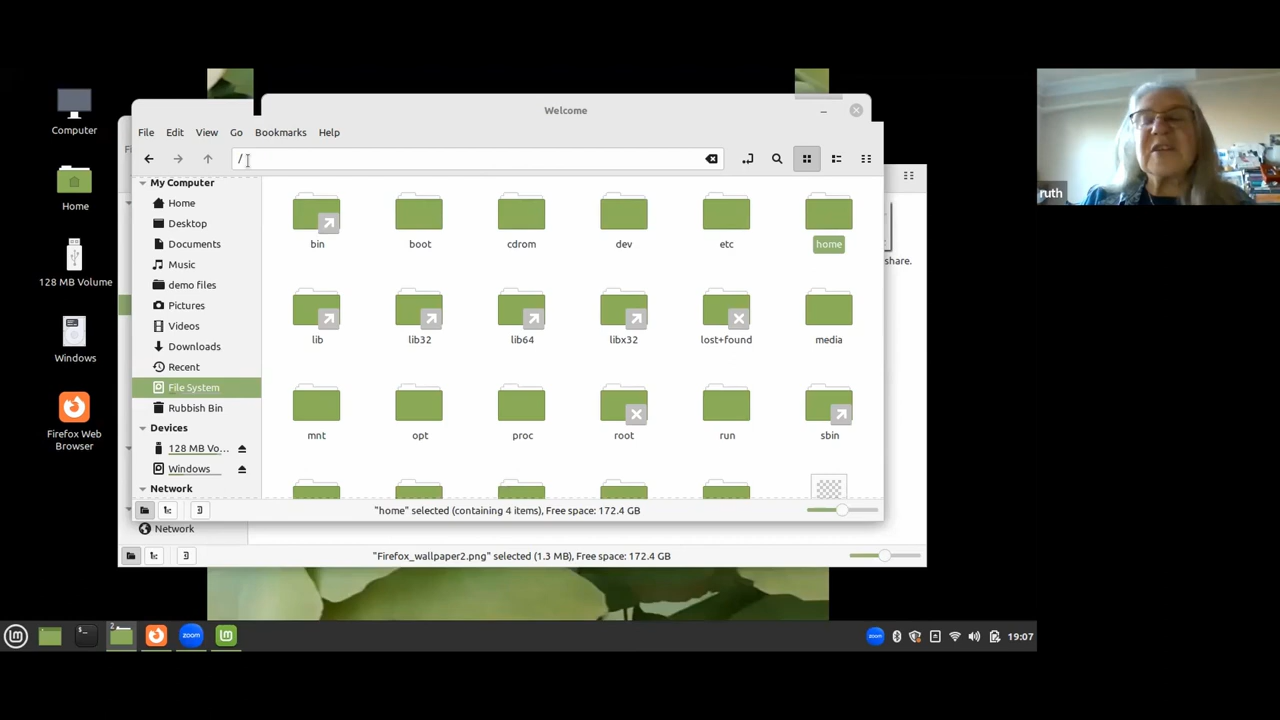 Computer
Home
128 MB Volume
Windows
Firefox Web
Browser
Welcome
File Edit View Go Bookmarks Help
/
My Computer
Home
Desktop
Documents
Music
demo files
Pictures
Videos
Downloads
Recent
File System
Rubbish Bin
Devices
128 MB Vo...
Windows
Network
bin boot cdrom dev etc home
lib lib32 lib64 libx32 lost+found media
mnt opt proc root run sbin
"home" selected (containing 4 items), Free space: 172.4 GB
share.
Network
"Firefox_wallpaper2.png" selected (1.3 MB), Free space: 172.4 GB
$_
2
zoom
zoom
19:07
ruth